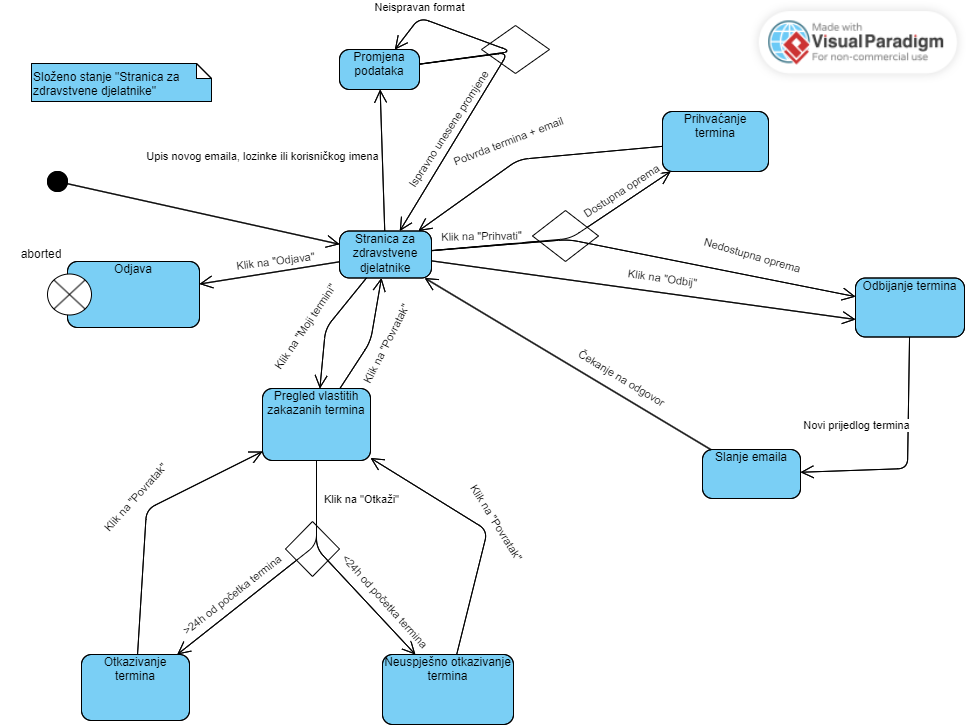 Neispravan format
Made with
VisualParadigm
For non-commercial use
Promjena
podataka
Složeno stanje "Stranica za
zdravstvene djelatnike"
Ispravno unesene promjene
Prihvaćanje
termina
Potvrda termina + email
Upis novog emaila, lozinke ili korisničkog imena
Dostupna oprema
Stranica za
zdravstvene
djelatnike
Klik na "Prihvati"
Nedostupna oprema
aborted
Odjava
Klik na "Odjava"
Klik na "Odbij"
Odbijanje termina
Klik na "Moji termini"
Klik na "Povratak"
Čekanje na odgovor
Pregled vlastitih
zakazanih termina
Novi prijedlog termina
Slanje emaila
Klik na "Povratak"
Klik na "Otkaži"
Klik na "Povratak"
>24h od početka termina
<24h od početka termina
Otkazivanje
termina
Neuspješno otkazivanje
termina